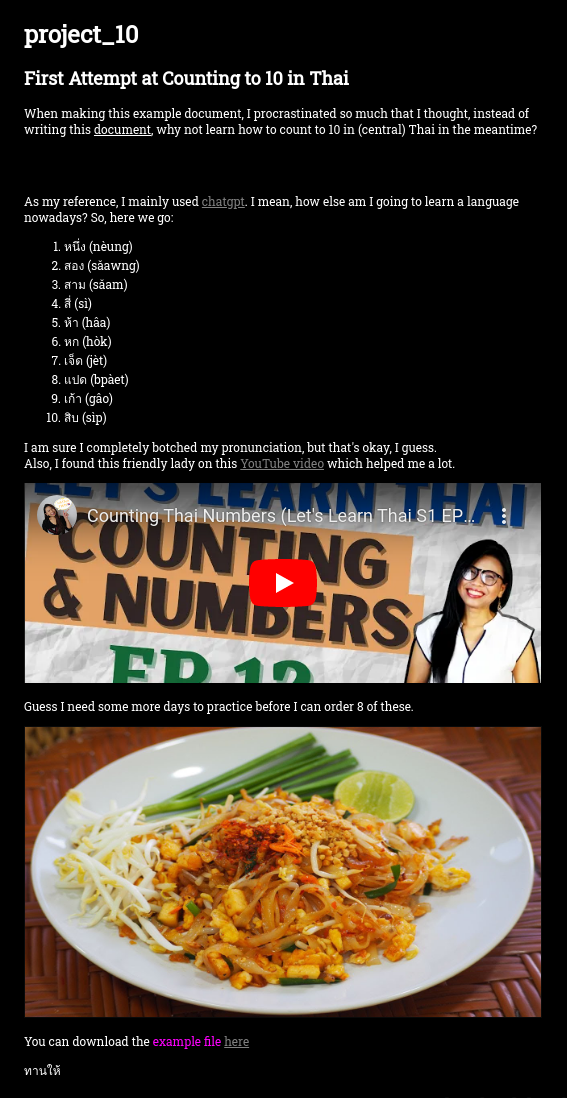 project_10
First Attempt at Counting to 10 in Thai
When making this example document, I procrastinated so much that I thought, instead of
writing this document, why not learn how to count to 10 in (central) Thai in the meantime?
As my reference, I mainly used chatgpt. I mean, how else am I going to learn a language
nowadays? So, here we go:
1. หนึ่ง (nèung)
2. สอง (sǎawng)
3. สาม (sǎam)
4. สี่ (sì)
5. ห้า (hâa)
6. หก (hòk)
7. เจ็ด (jèt)
8. แปด (bpàet)
9. เก้า (gâo)
10. สิบ (sìp)
I am sure I completely botched my pronunciation, but that's okay, I guess.
Also, I found this friendly lady on this YouTube video which helped me a lot.
LET'S LEARN THAI
Counting Thai Numbers (Let's Learn Thai S1 EP...
COUNTING
& NUMBERS
EP 12
Guess I need some more days to practice before I can order 8 of these.
You can download the example file here
ทานให้